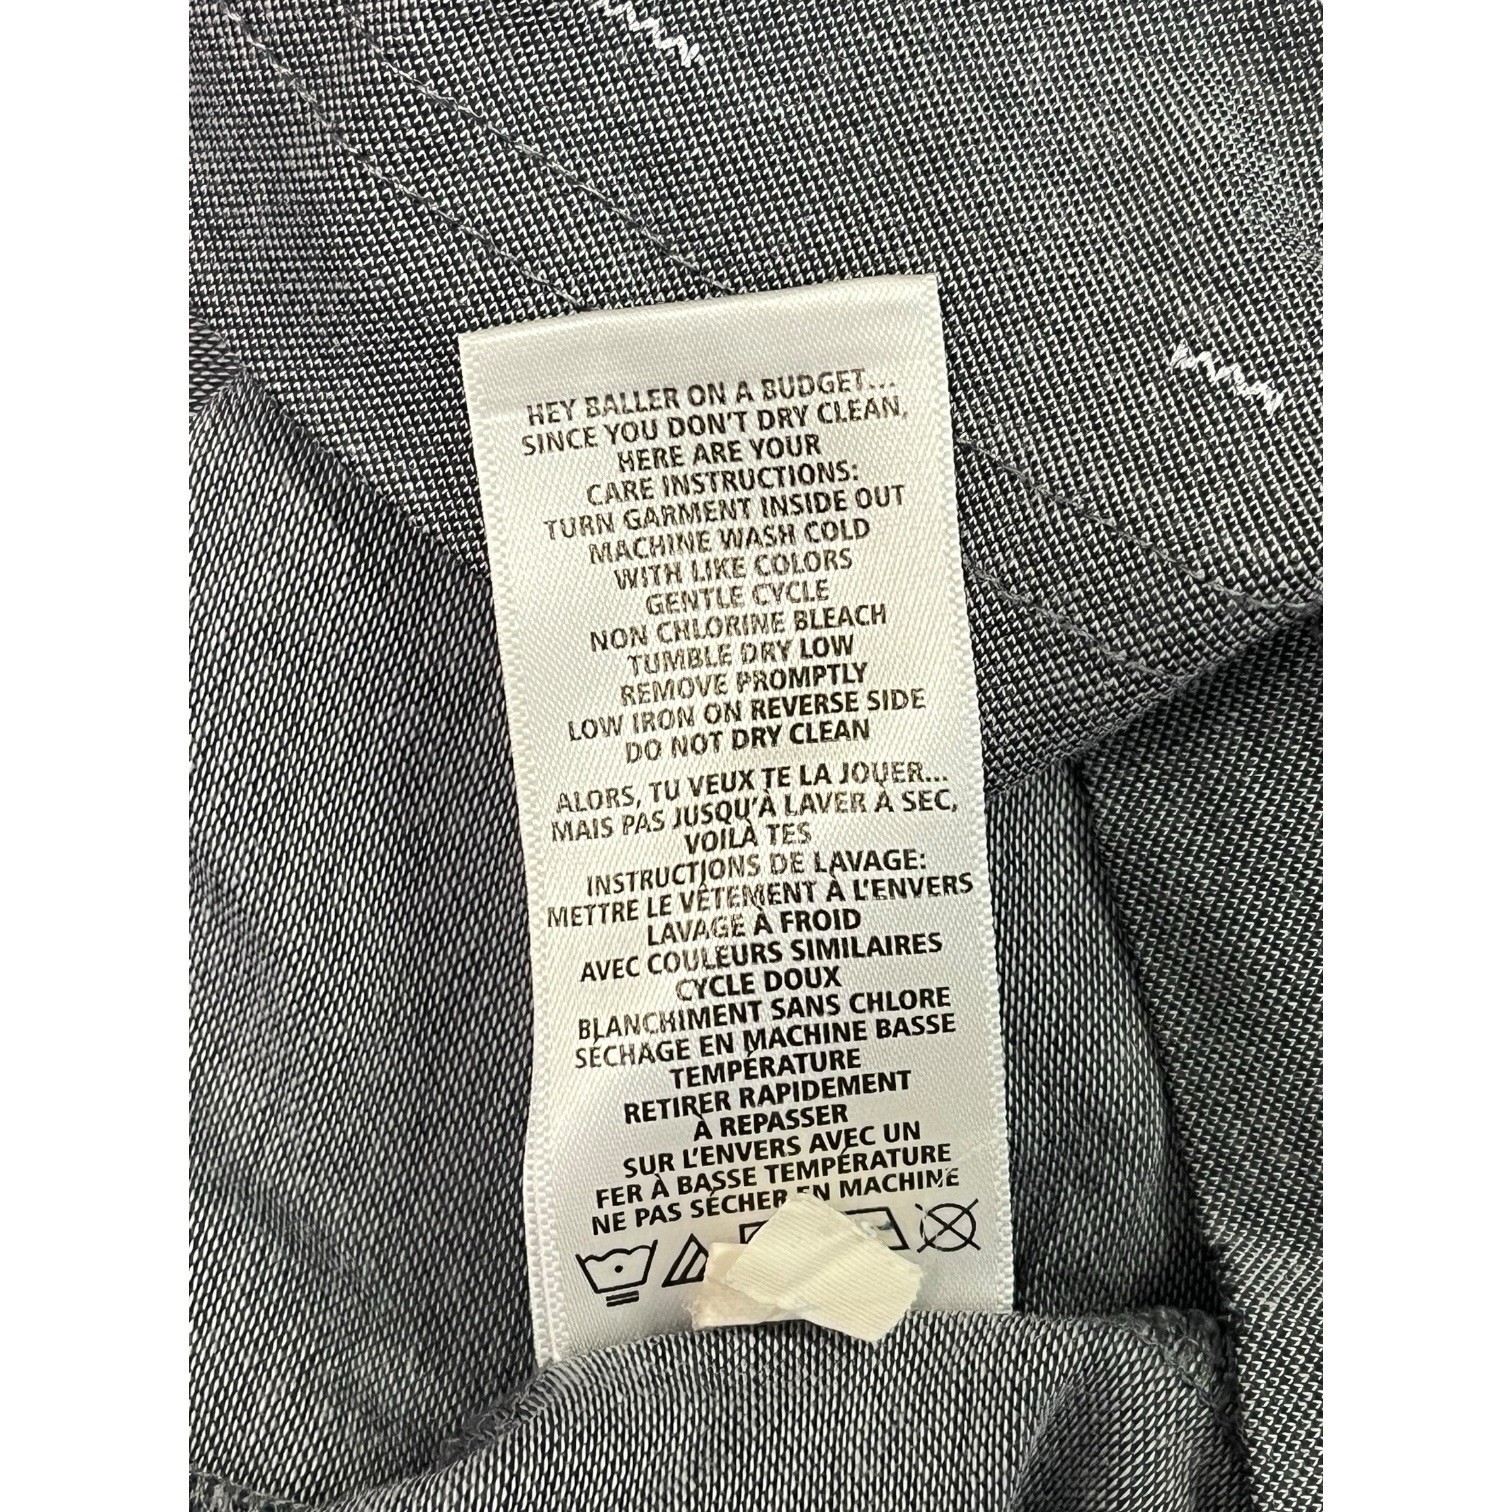 HEY BALLER ON A BUDGET...
SINCE YOU DON'T DRY CLEAN,
HERE ARE YOUR
CARE INSTRUCTIONS:
TURN GARMENT INSIDE OUT
MACHINE WASH COLD
WITH LIKE COLORS
GENTLE CYCLE
NON CHLORINE BLEACH
TUMBLE DRY LOW
REMOVE PROMPTLY
LOW IRON ON REVERSE SIDE
DO NOT DRY CLEAN
ALORS, TU VEUX TE LA JOUER...
MAIS PAS JUSQU'À LAVER À SEC,
VOILÀ TES
INSTRUCTIONS DE LAVAGE:
METTRE LE VÊTEMENT À L'ENVERS
LAVAGE À FROID
AVEC COULEURS SIMILAIRES
CYCLE DOUX
BLANCHIMENT SANS CHLORE
SÉCHAGE EN MACHINE BASSE
TEMPÉRATURE
RETIRER RAPIDEMENT
À REPASSER
SUR L'ENVERS AVEC UN
FER À BASSE TEMPÉRATURE
NE PAS SÉCHER EN MACHINE